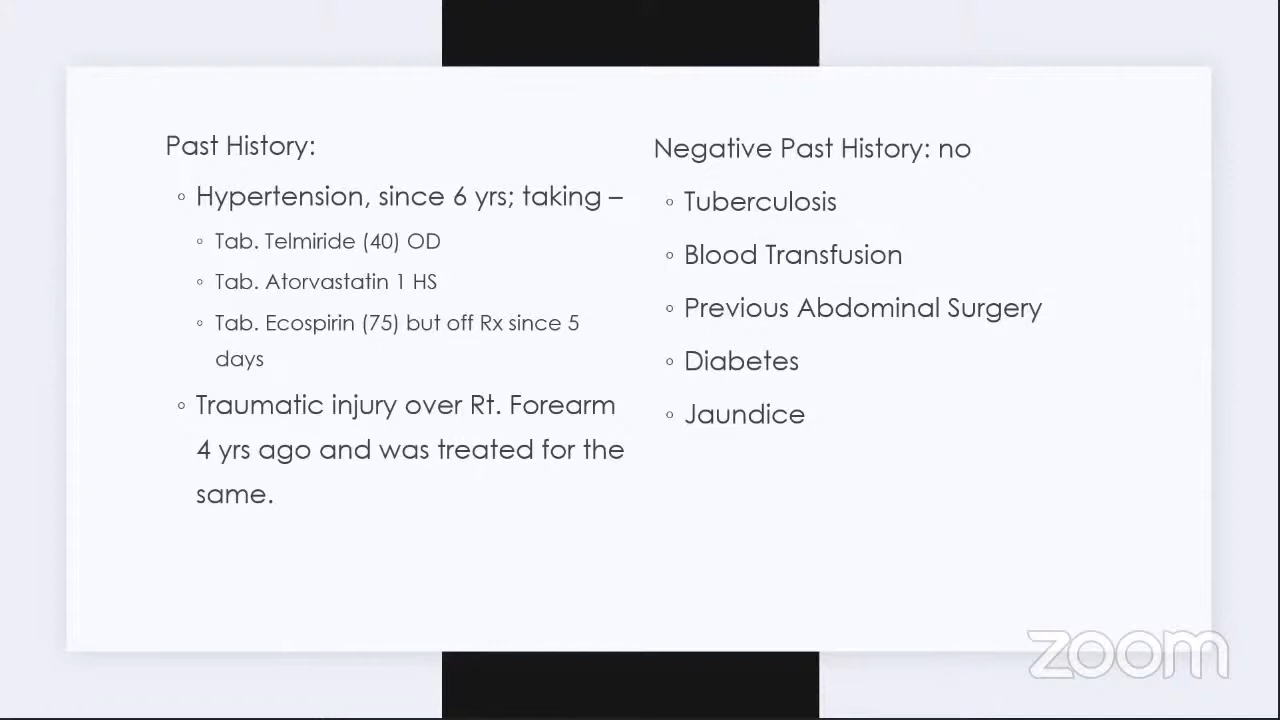 Past History:
◦ Hypertension, since 6 yrs; taking –
◦ Tab. Telmiride (40) OD
◦ Tab. Atorvastatin 1 HS
◦ Tab. Ecospirin (75) but off Rx since 5
days
◦ Traumatic injury over Rt. Forearm
4 yrs ago and was treated for the
same.
Negative Past History: no
◦ Tuberculosis
◦ Blood Transfusion
◦ Previous Abdominal Surgery
◦ Diabetes
◦ Jaundice
zoom